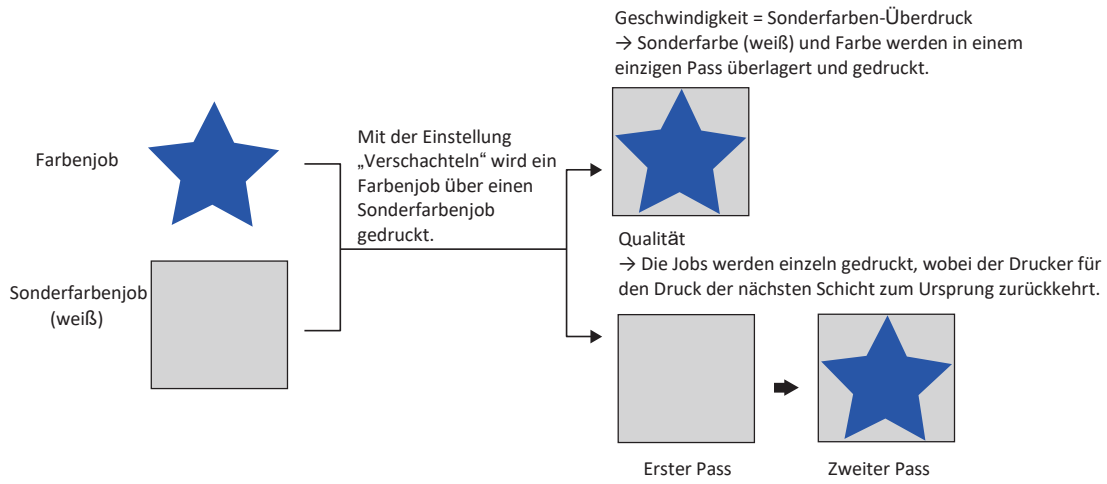 Geschwindigkeit = Sonderfarben-Überdruck
→ Sonderfarbe (weiß) und Farbe werden in einem
einzigen Pass überlagert und gedruckt.
Farbenjob
Mit der Einstellung
„Verschachteln“ wird ein
Farbenjob über einen
Sonderfarbenjob
gedruckt.
Qualität
→ Die Jobs werden einzeln gedruckt, wobei der Drucker für
den Druck der nächsten Schicht zum Ursprung zurückkehrt.
Sonderfarbenjob
(weiß)
Erster Pass
Zweiter Pass